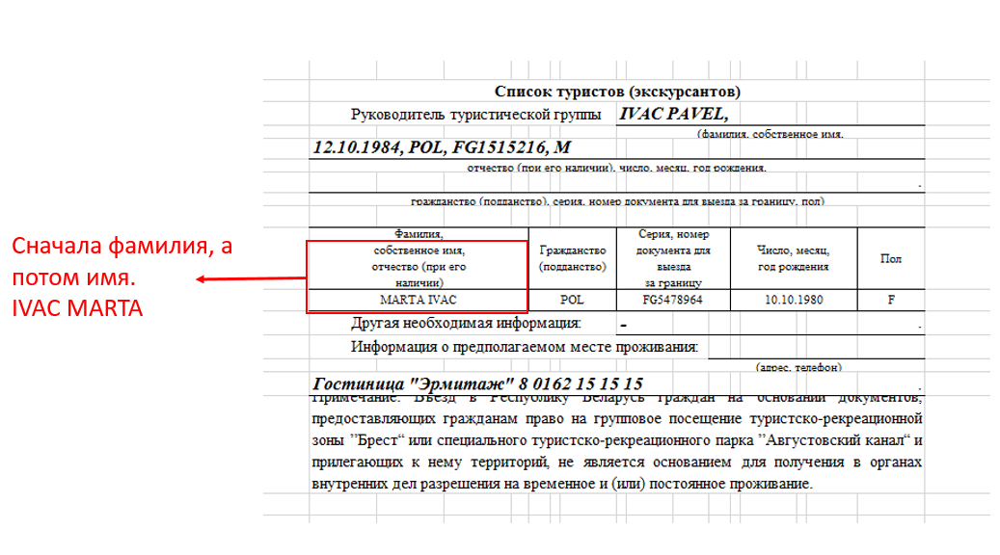 Список туристов (экскурсантов)
Руководитель туристической группы IVAC PAVEL,
(фамилия, собственное имя,
12.10.1984, POL, FG1515216, M
отчество (при его наличии), число, месяц, год рождения,
.
гражданство (подданство), серия, номер документа для выезда за границу, пол)
Сначала фамилия, а
потом имя.
IVAC MARTA
Фамилия,
собственное имя,
отчество (при его
наличии)
Гражданство
(подданство)
Серия, номер
документа для
выезда
за границу
Число, месяц,
год рождения
Пол
MARTA IVAC POL FG5478964 10.10.1980 F
Другая необходимая информация: - .
Информация о предполагаемом месте проживания:
(адрес, телефон)
Гостиница "Эрмитаж" 8 0162 15 15 15 .
Примечание. Въезд в Республику Беларусь граждан на основании документов,
предоставляющих гражданам право на групповое посещение туристско-рекреационной
зоны ”Брест“ или специального туристско-рекреационного парка ”Августовский канал“ и
прилегающих к нему территорий, не является основанием для получения в органах
внутренних дел разрешения на временное и (или) постоянное проживание.